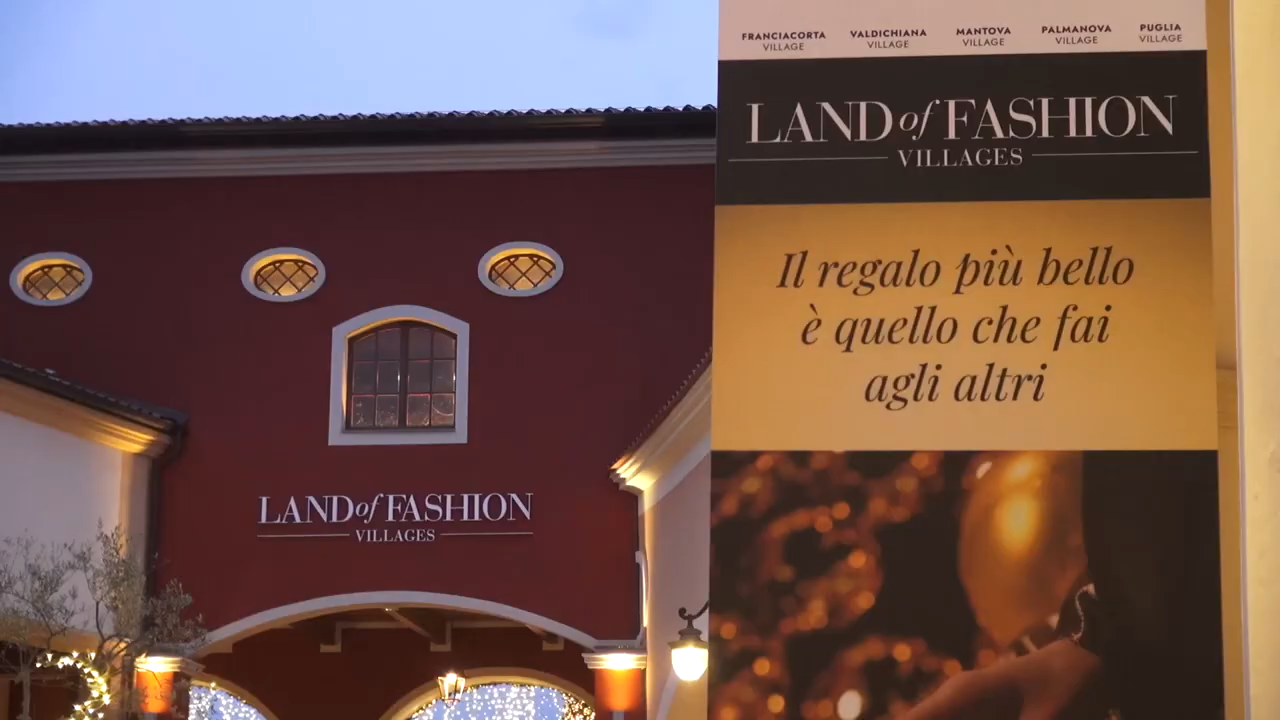 FRANCIACORTA VALDICHIANA MANTOVA PALMANOVA PUGLIA
VILLAGE VILLAGE VILLAGE VILLAGE VILLAGE
LAND of FASHION
VILLAGES
Il regalo più bello
è quello che fai
agli altri
LAND of FASHION
VILLAGES